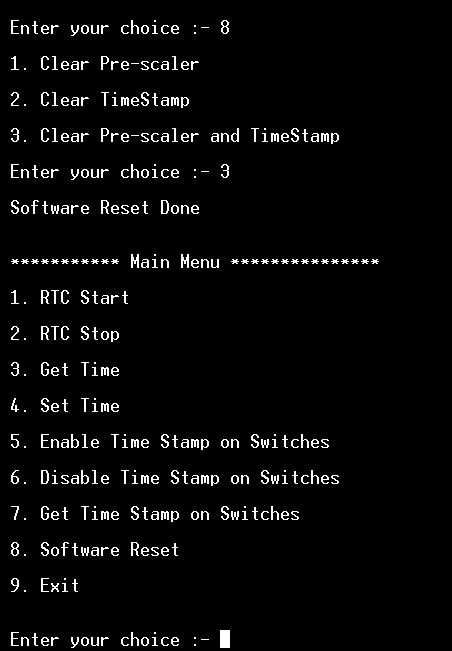 Enter your choice :- 8
1. Clear Pre-scaler
2. Clear TimeStamp
3. Clear Pre-scaler and TimeStamp
Enter your choice :- 3
Software Reset Done
*********** Main Menu ***************
1. RTC Start
2. RTC Stop
3. Get Time
4. Set Time
5. Enable Time Stamp on Switches
6. Disable Time Stamp on Switches
7. Get Time Stamp on Switches
8. Software Reset
9. Exit
Enter your choice :-